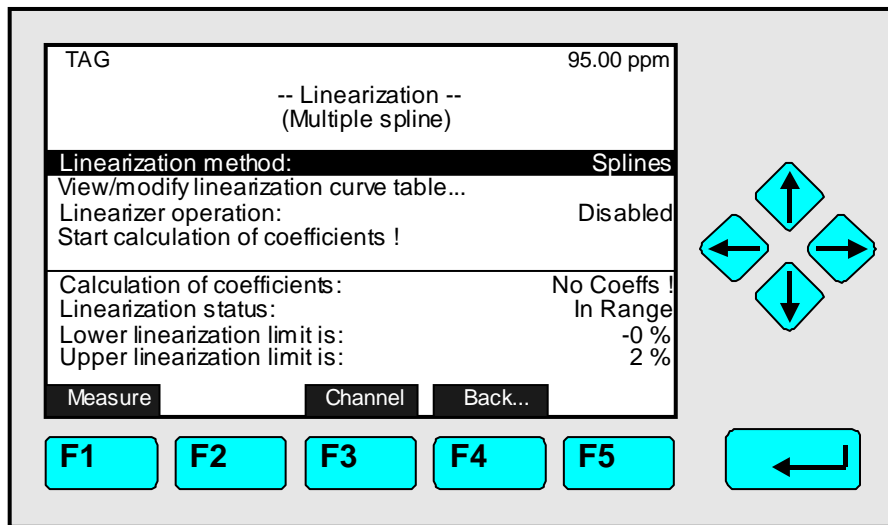 TAG 95.00 ppm
-- Linearization --
(Multiple spline)
Linearization method: Splines
View/modify linearization curve table...
Linearizer operation: Disabled
Start calculation of coefficients !
Calculation of coefficients: No Coeffs !
Linearization status: In Range
Lower linearization limit is: -0 %
Upper linearization limit is: 2 %
Measure Channel Back...
F1 F2 F3 F4 F5